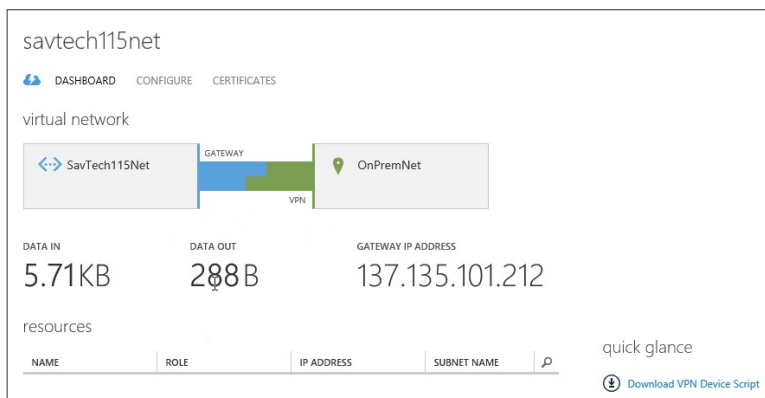 savtech115net
DASHBOARD CONFIGURE CERTIFICATES
virtual network
SavTech115Net
GATEWAY
VPN
OnPremNet
DATA IN DATA OUT GATEWAY IP ADDRESS
5.71KB 288B 137.135.101.212
resources
NAME ROLE IP ADDRESS SUBNET NAME
quick glance
Download VPN Device Script